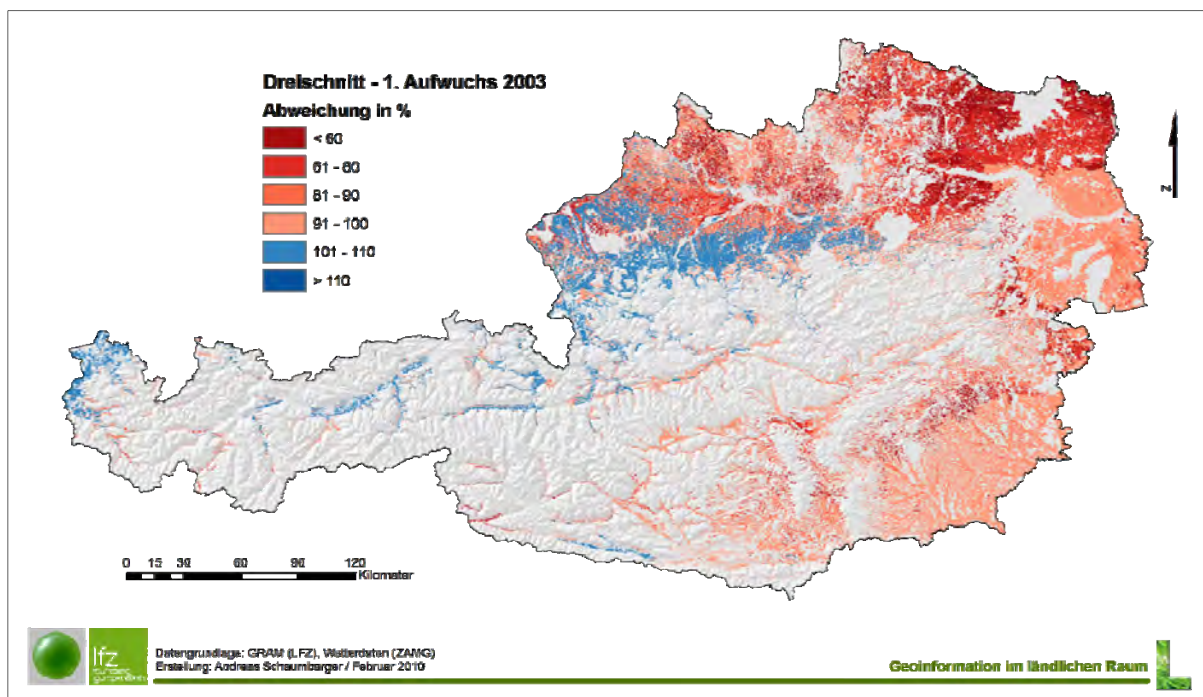 Dreischnitt - 1. Aufwuchs 2003
Abweichung in %
< 60
61 - 80
81 - 90
91 - 100
101 - 110
> 110
Z
0 15 30 60 90 120
Kilometer
lfz
Datengrundlage: GRAM (LFZ), Wetterdaten (ZAMG)
Erstellung: Andreas Schaumberger / Februar 2010
Geoinformation im ländlichen Raum